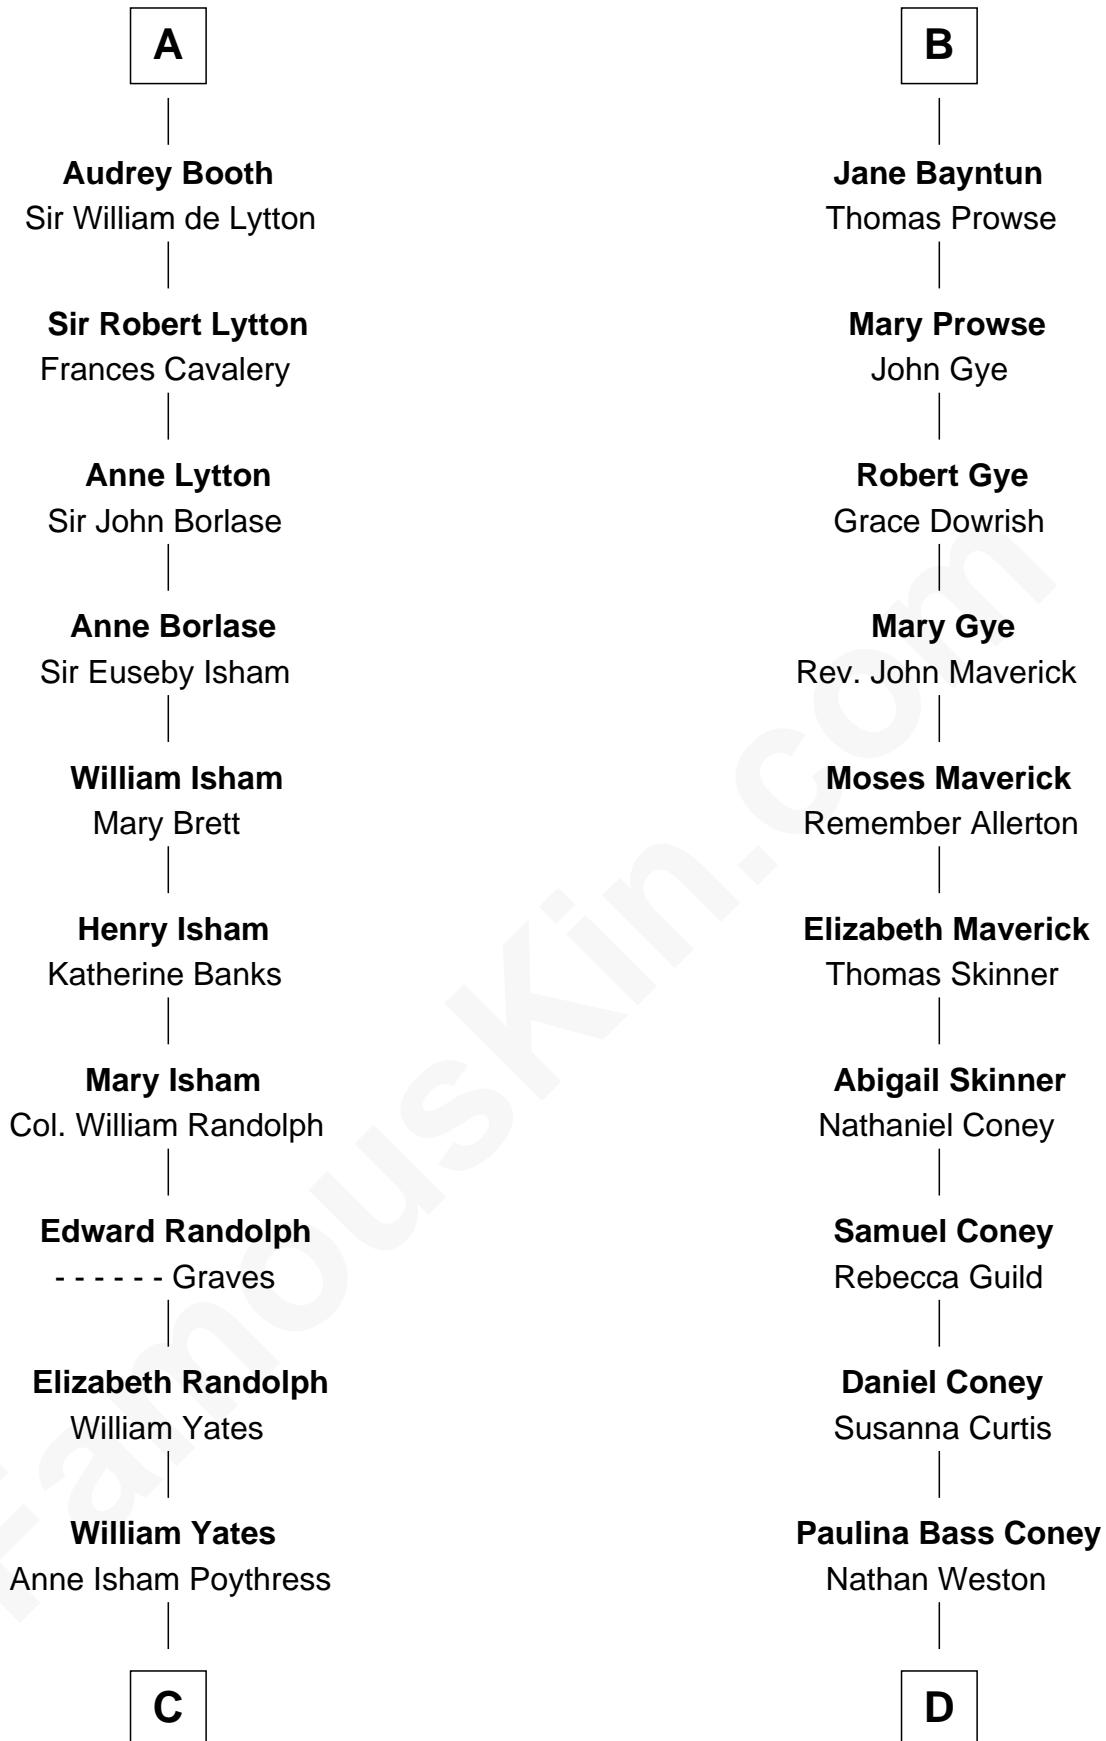 A
Audrey Booth
Sir William de Lytton
Sir Robert Lytton
Frances Cavalery
Anne Lytton
Sir John Borlase
Anne Borlase
Sir Euseby Isham
William Isham
Mary Brett
Henry Isham
Katherine Banks
Mary Isham
Col. William Randolph
Edward Randolph
- - - - - - Graves
Elizabeth Randolph
William Yates
William Yates
Anne Isham Poythress
C
B
Jane Bayntun
Thomas Prowse
Mary Prowse
John Gye
Robert Gye
Grace Dowrish
Mary Gye
Rev. John Maverick
Moses Maverick
Remember Allerton
Elizabeth Maverick
Thomas Skinner
Abigail Skinner
Nathaniel Coney
Samuel Coney
Rebecca Guild
Daniel Coney
Susanna Curtis
Paulina Bass Coney
Nathan Weston
D
FamousKin.com